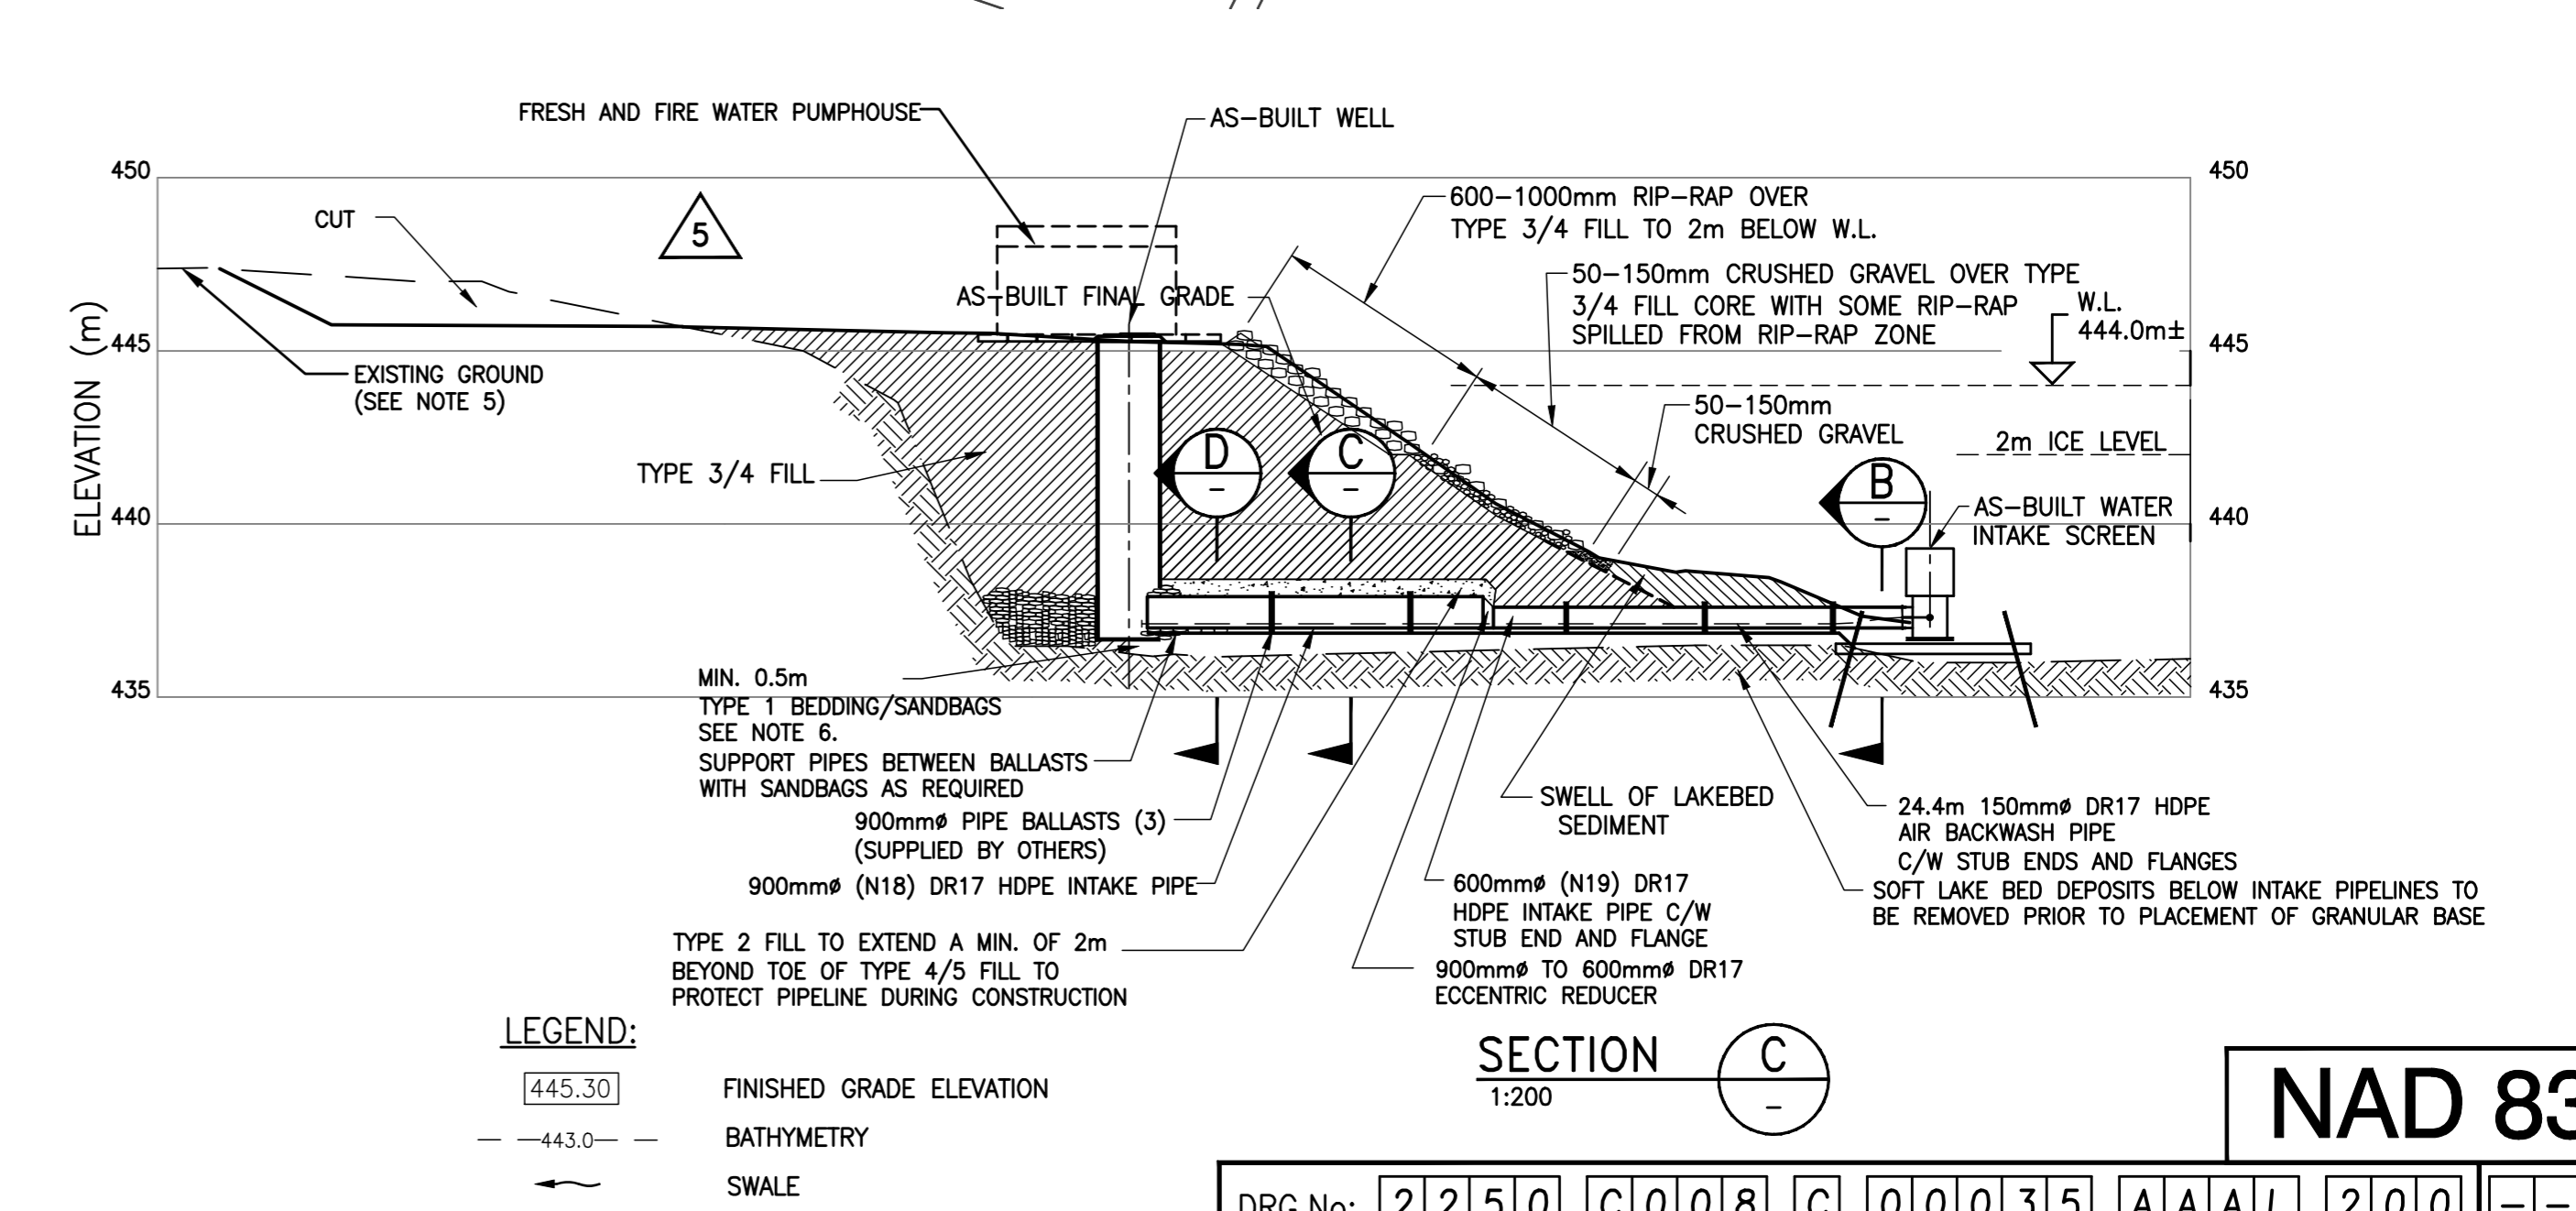 FRESH AND FIRE WATER PUMPHOUSE
AS-BUILT WELL
450
450
CUT
5
600-1000mm RIP-RAP OVER
TYPE 3/4 FILL TO 2m BELOW W.L.
50-150mm CRUSHED GRAVEL OVER TYPE
3/4 FILL CORE WITH SOME RIP-RAP
SPILLED FROM RIP-RAP ZONE
AS-BUILT FINAL GRADE
W.L.
444.0m±
ELEVATION (m)
445
445
EXISTING GROUND
(SEE NOTE 5)
50-150mm
CRUSHED GRAVEL
2m ICE LEVEL
TYPE 3/4 FILL
D
-
C
-
B
-
AS-BUILT WATER
INTAKE SCREEN
440
440
435
435
MIN. 0.5m
TYPE 1 BEDDING/SANDBAGS
SEE NOTE 6.
SUPPORT PIPES BETWEEN BALLASTS
WITH SANDBAGS AS REQUIRED
900mmø PIPE BALLASTS (3)
(SUPPLIED BY OTHERS)
900mmø (N18) DR17 HDPE INTAKE PIPE
TYPE 2 FILL TO EXTEND A MIN. OF 2m
BEYOND TOE OF TYPE 4/5 FILL TO
PROTECT PIPELINE DURING CONSTRUCTION
SWELL OF LAKEBED
SEDIMENT
600mmø (N19) DR17
HDPE INTAKE PIPE C/W
STUB END AND FLANGE
900mmø TO 600mmø DR17
ECCENTRIC REDUCER
24.4m 150mmø DR17 HDPE
AIR BACKWASH PIPE
C/W STUB ENDS AND FLANGES
SOFT LAKE BED DEPOSITS BELOW INTAKE PIPELINES TO
BE REMOVED PRIOR TO PLACEMENT OF GRANULAR BASE
LEGEND:
445.30 FINISHED GRADE ELEVATION
443.0 BATHYMETRY
SWALE
SECTION C
1:200 -
NAD 83
DRG No: 2250 C008 C 00035 AAAL 200 --